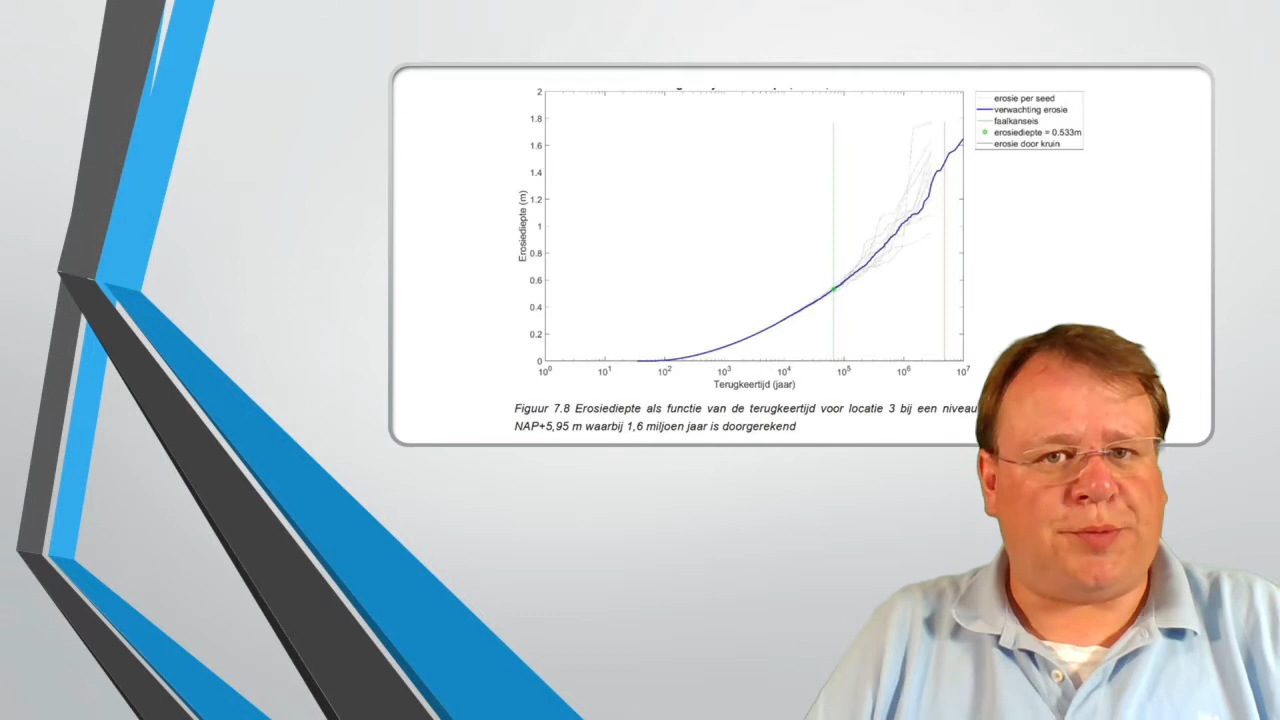 erosie per seed
verwachting erosie
faalkanseis
erosiediepte = 0.533m
erosie door kruin
2
1.8
1.6
1.4
1.2
1
0.8
0.6
0.4
0.2
0
Erosiediepte (m)
10^0 10^1 10^2 10^3 10^4 10^5 10^6 10^7
Terugkeertijd (jaar)
Figuur 7.8 Erosiediepte als functie van de terugkeertijd voor locatie 3 bij een niveau
NAP+5,95 m waarbij 1,6 miljoen jaar is doorgerekend